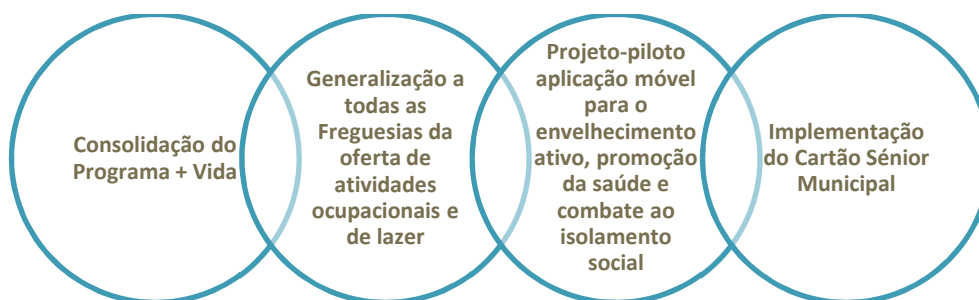 Consolidação do
Programa + Vida
Generalização a
todas as
Freguesias da
oferta de
atividades
ocupacionais e
de lazer
Projeto-piloto
aplicação móvel
para o
envelhecimento
ativo, promoção
da saúde e
combate ao
isolamento
social
Implementação
do Cartão Sénior
Municipal